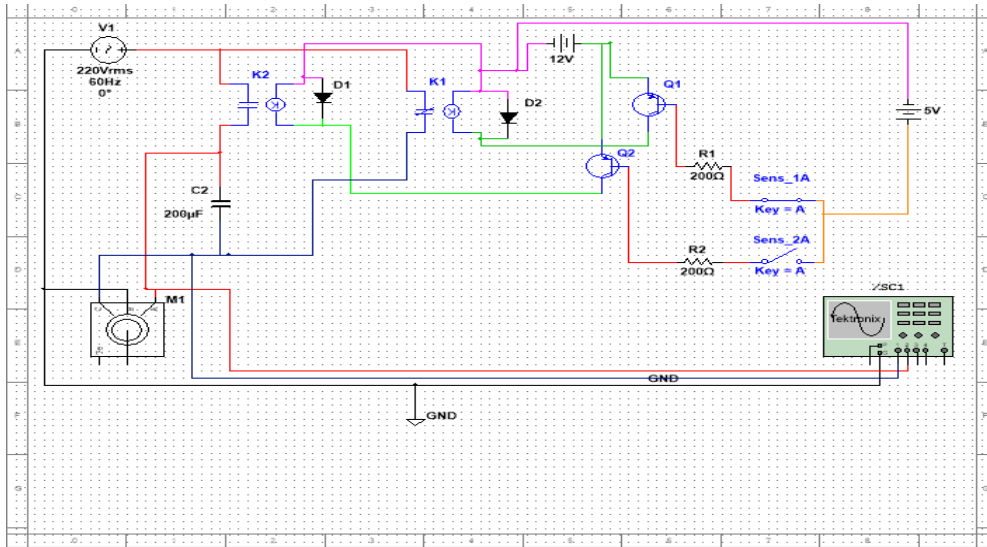 V1
220Vrms
60Hz
0°
K2
D1
K1
D2
12V
Q1
5V
Q2
R1
200Ω
Sens_1A
Key = A
C2
200µF
R2
200Ω
Sens_2A
Key = A
M1
XSC1
Tektronix
GND
GND